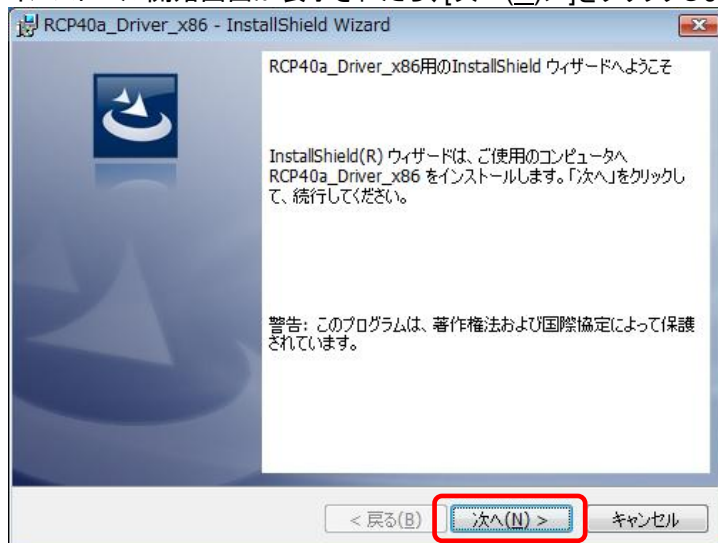 RCP40a_Driver_x86 - InstallShield Wizard
RCP40a_Driver_x86用のInstallShield ウィザードへようこそ
InstallShield(R) ウィザードは、ご使用のコンピュータへ
RCP40a_Driver_x86 をインストールします。「次へ」をクリックし
て、続行してください。
警告: このプログラムは、著作権法および国際協定によって保護
されています。
< 戻る(B)
次へ(N) >
キャンセル